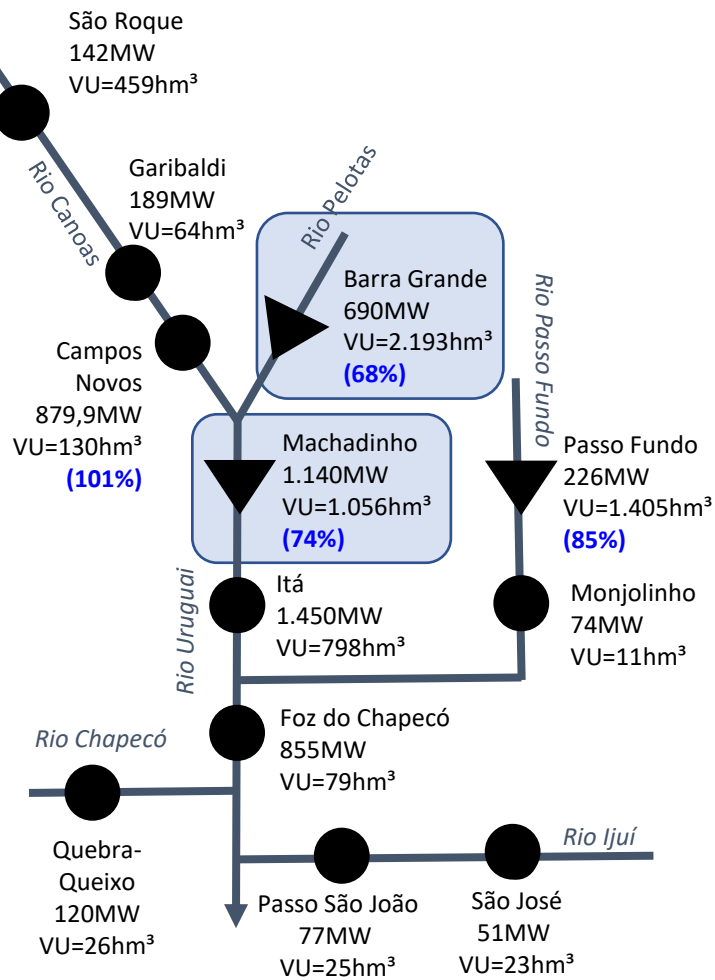 São Roque
142MW
VU=459hm³
Rio Canoas
Garibaldi
189MW
VU=64hm³
Rio Pelotas
Barra Grande
690MW
VU=2.193hm³
(68%)
Campos
Novos
879,9MW
VU=130hm³
(101%)
Machadinho
1.140MW
VU=1.056hm³
(74%)
Rio Passo Fundo
Passo Fundo
226MW
VU=1.405hm³
(85%)
Rio Uruguai
Itá
1.450MW
VU=798hm³
Monjolinho
74MW
VU=11hm³
Foz do Chapecó
855MW
VU=79hm³
Rio Chapecó
Quebra-
Queixo
120MW
VU=26hm³
Rio Ijuí
Passo São João
77MW
VU=25hm³
São José
51MW
VU=23hm³